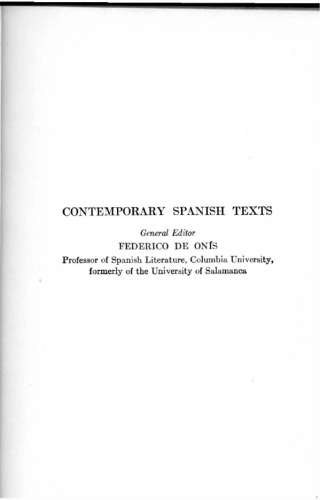 CONTEMPORARY SPANISH TEXTS
General Editor
FEDERICO DE ONÍS
Professor of Spanish Literature, Columbia University,
formerly of the University of Salamanca